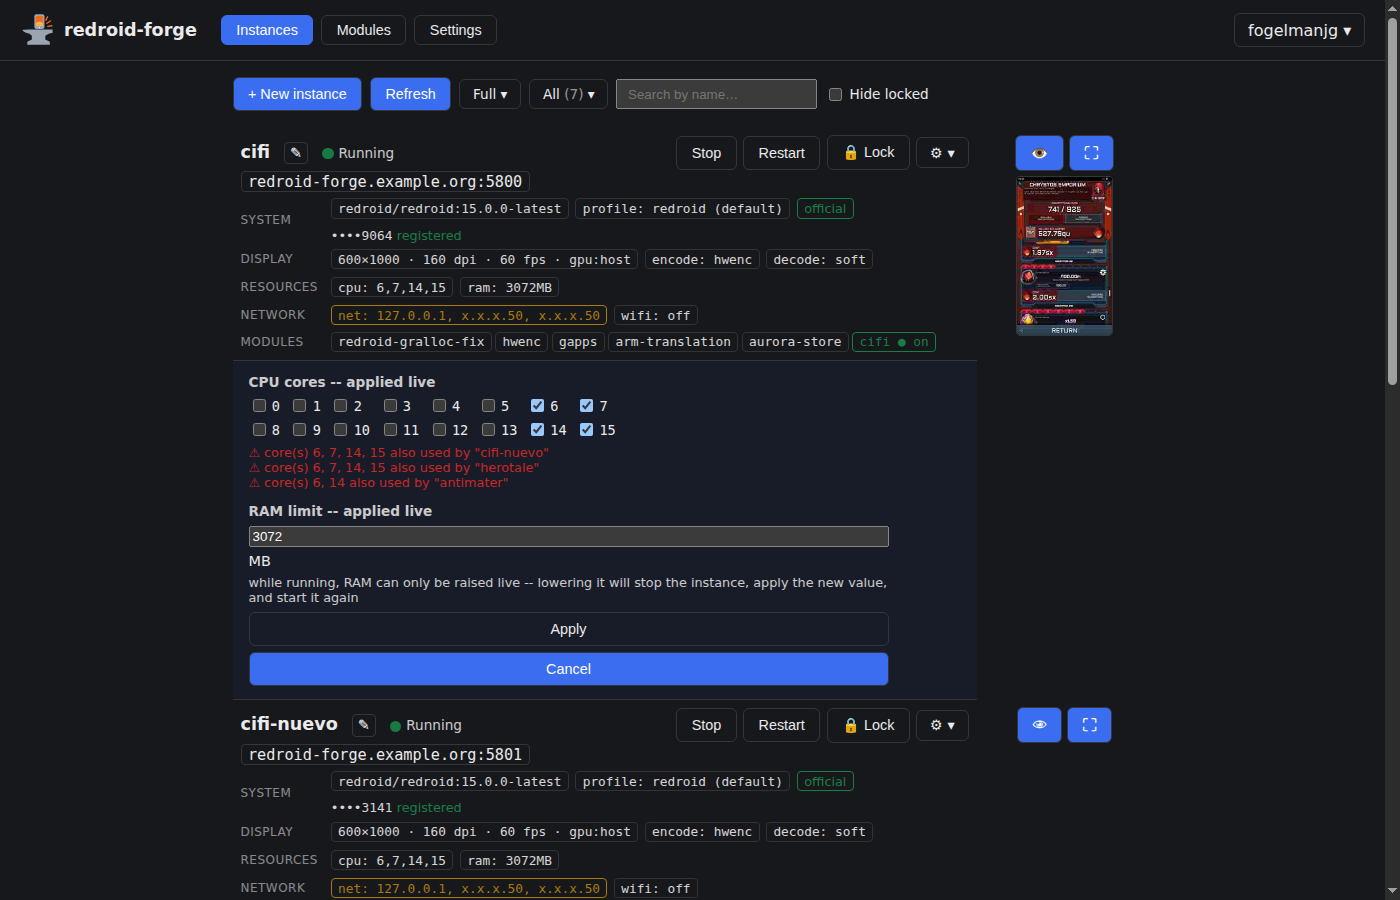 redroid-forge Instances Modules Settings fogelmanjg ▾
+ New instance Refresh Full ▾ All (7) ▾ Search by name… Hide locked
cifi ✎ Running Stop Restart 🔒 Lock ⚙ ▾
redroid-forge.example.org:5800
SYSTEM redroid/redroid:15.0.0-latest profile: redroid (default) official
••••9064 registered
DISPLAY 600×1000 · 160 dpi · 60 fps · gpu:host encode: hwenc decode: soft
RESOURCES cpu: 6,7,14,15 ram: 3072MB
NETWORK net: 127.0.0.1, x.x.x.50, x.x.x.50 wifi: off
MODULES redroid-gralloc-fix hwenc gapps arm-translation aurora-store cifi ● on
CHRYSTOS EMPORIUM
741 / 925
527.79qu
1.97sx
2.00sx
RETURN
CPU cores -- applied live
0 1 2 3 4 5 6 7
8 9 10 11 12 13 14 15
⚠ core(s) 6, 7, 14, 15 also used by "cifi-nuevo"
⚠ core(s) 6, 7, 14, 15 also used by "herotale"
⚠ core(s) 6, 14 also used by "antimater"
RAM limit -- applied live
3072
MB
while running, RAM can only be raised live -- lowering it will stop the instance, apply the new value,
and start it again
Apply
Cancel
cifi-nuevo ✎ Running Stop Restart 🔒 Lock ⚙ ▾
redroid-forge.example.org:5801
SYSTEM redroid/redroid:15.0.0-latest profile: redroid (default) official
••••3141 registered
DISPLAY 600×1000 · 160 dpi · 60 fps · gpu:host encode: hwenc decode: soft
RESOURCES cpu: 6,7,14,15 ram: 3072MB
NETWORK net: 127.0.0.1, x.x.x.50, x.x.x.50 wifi: off